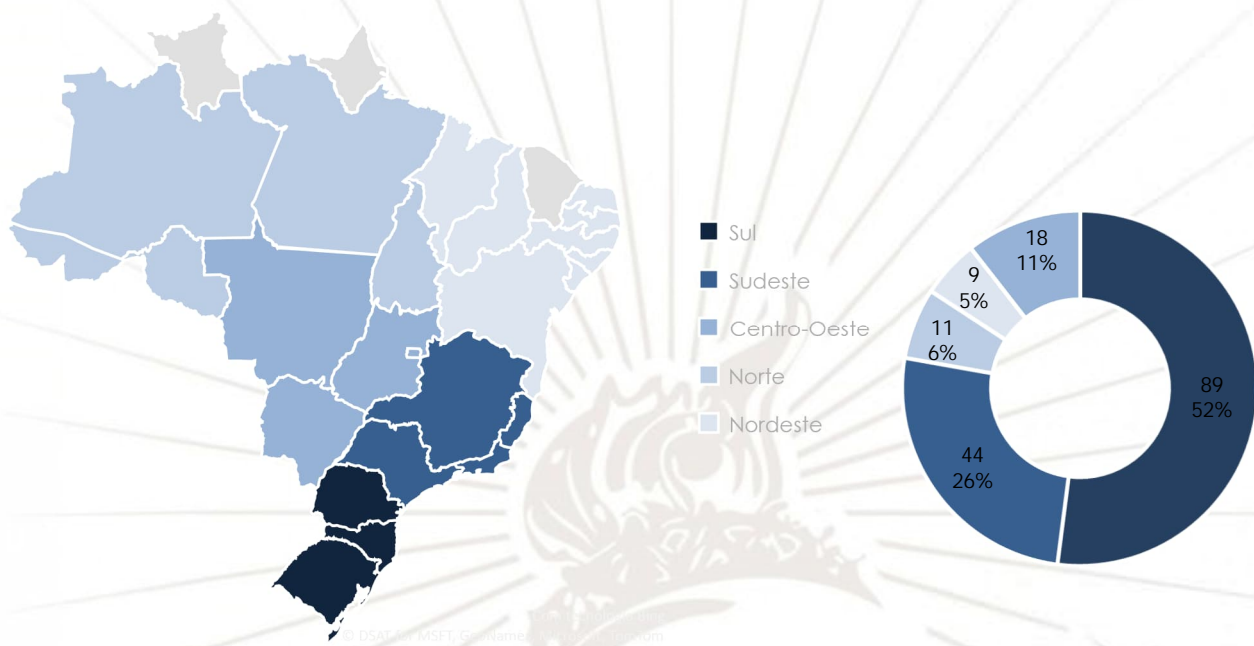 Sul
Sudeste
Centro-Oeste
Norte
Nordeste
18
11%
9
5%
11
6%
89
52%
44
26%